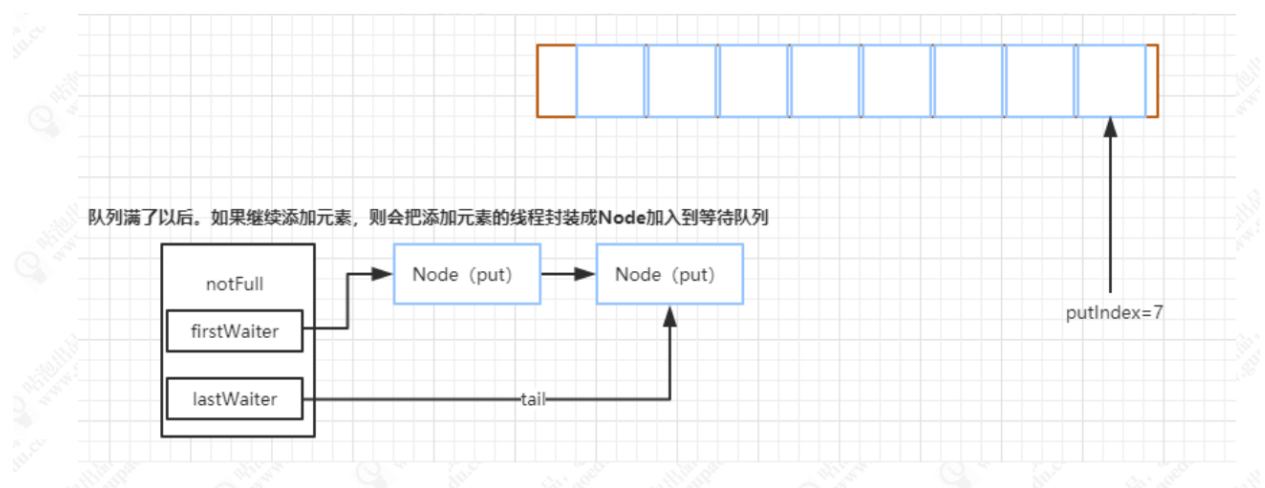 队列满了以后。如果继续添加元素，则会把添加元素的线程封装成Node加入到等待队列
notFull
firstWaiter
lastWaiter
Node（put）
Node（put）
tail
putIndex=7